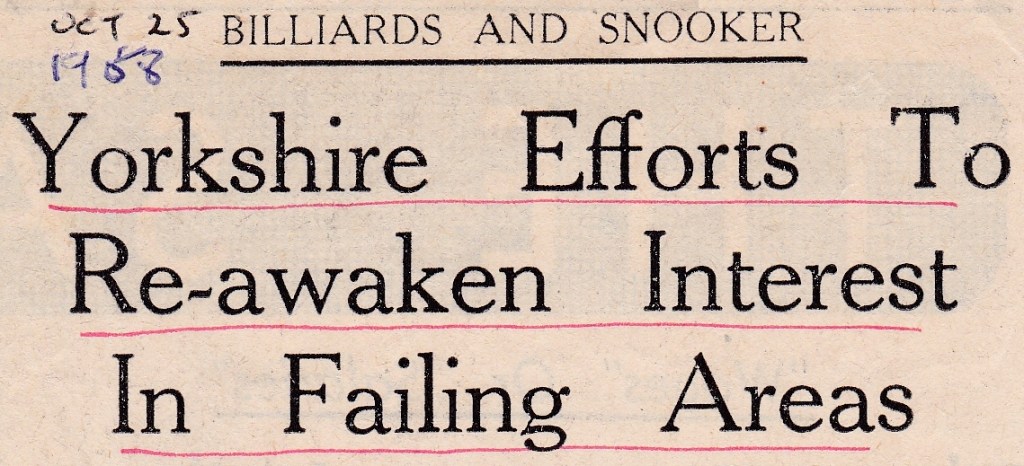 OCT 25 BILLIARDS AND SNOOKER
1958
Yorkshire Efforts To
Re-awaken Interest
In Failing Areas